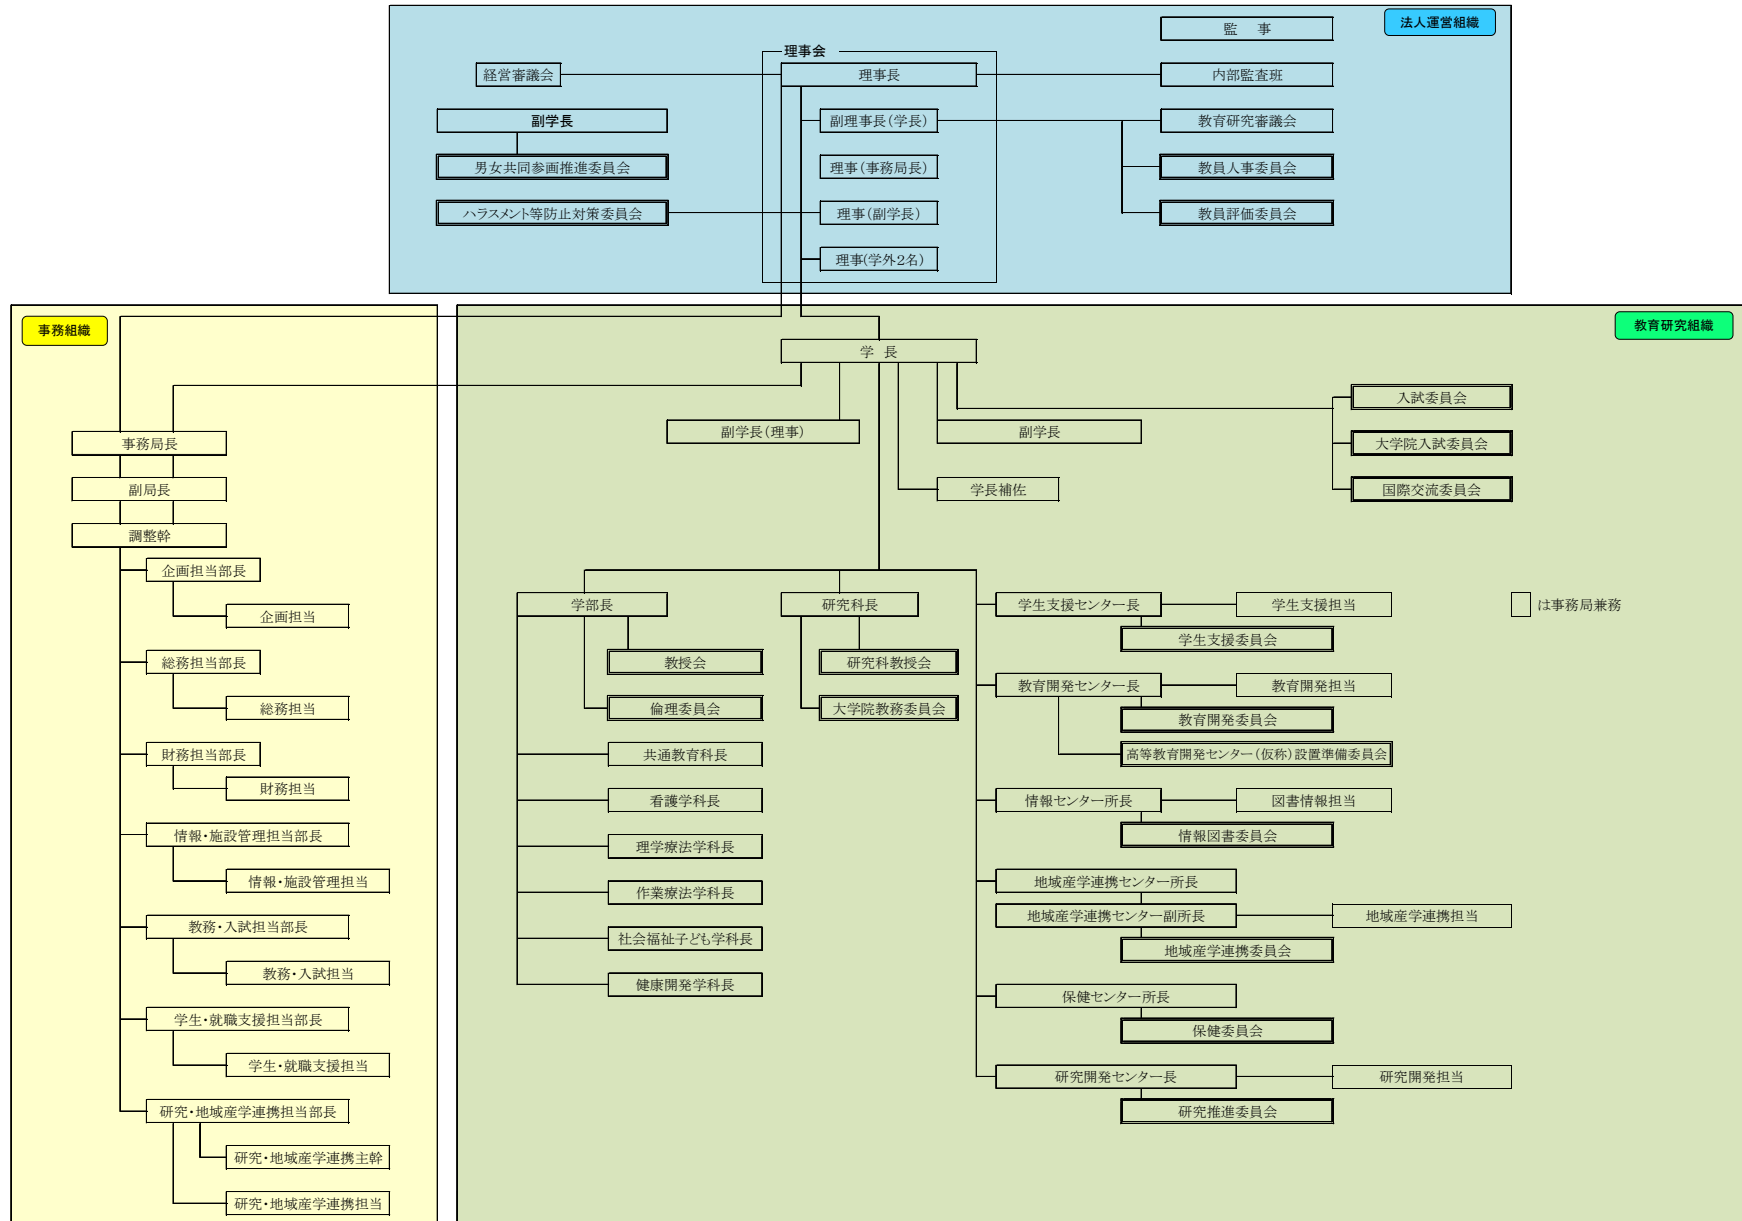 法人運営組織
監　事
理事会
経営審議会
理事長
内部監査班
副学長
副理事長(学長)
教育研究審議会
男女共同参画推進委員会
理事(事務局長)
教員人事委員会
ハラスメント等防止対策委員会
理事(副学長)
教員評価委員会
理事(学外2名)
事務組織
事務局長
副局長
調整幹
企画担当部長
企画担当
総務担当部長
総務担当
財務担当部長
財務担当
情報・施設管理担当部長
情報・施設管理担当
教務・入試担当部長
教務・入試担当
学生・就職支援担当部長
学生・就職支援担当
研究・地域産学連携担当部長
研究・地域産学連携主幹
研究・地域産学連携担当
教育研究組織
学 長
入試委員会
副学長(理事)
副学長
大学院入試委員会
学長補佐
国際交流委員会
学部長
教授会
倫理委員会
共通教育科長
看護学科長
理学療法学科長
作業療法学科長
社会福祉子ども学科長
健康開発学科長
研究科長
研究科教授会
大学院教務委員会
学生支援センター長
学生支援担当
学生支援委員会
教育開発センター長
教育開発担当
教育開発委員会
高等教育開発センター(仮称)設置準備委員会
情報センター所長
図書情報担当
情報図書委員会
地域産学連携センター所長
地域産学連携センター副所長
地域産学連携担当
地域産学連携委員会
保健センター所長
保健委員会
研究開発センター長
研究開発担当
研究推進委員会
は事務局兼務